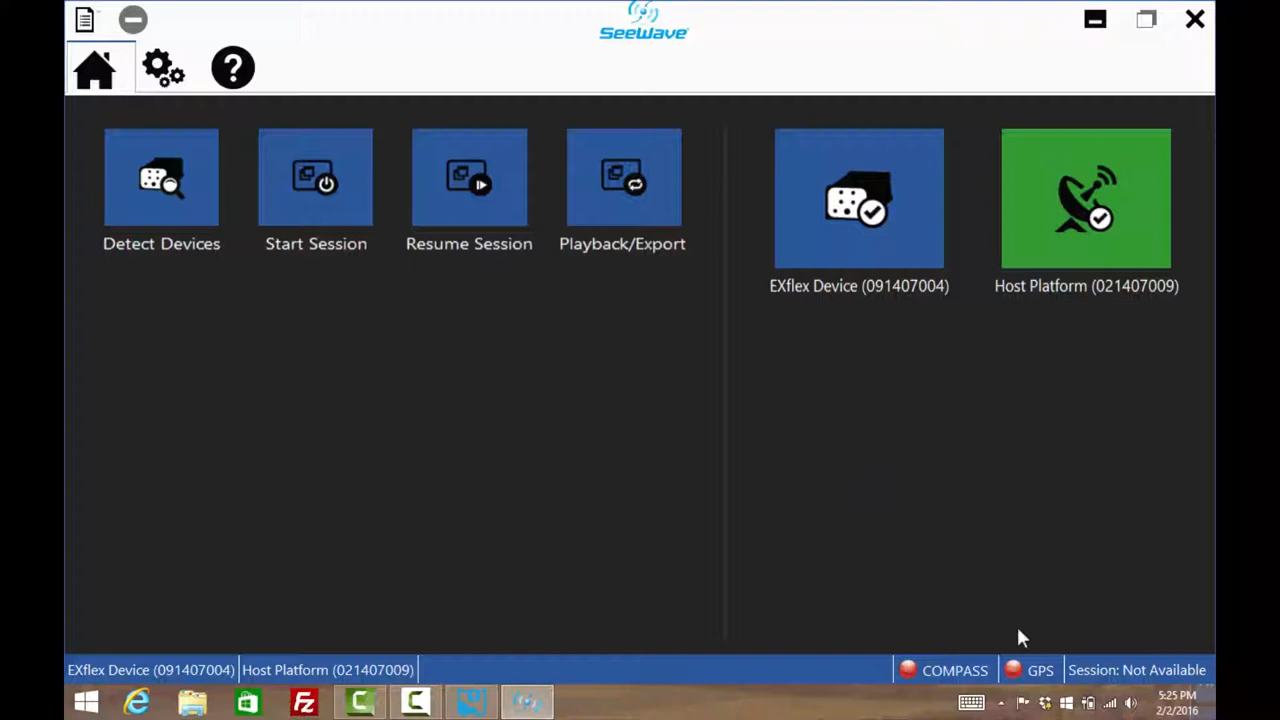 SeeWave
Detect Devices
Start Session
Resume Session
Playback/Export
EXflex Device (091407004)
Host Platform (021407009)
EXflex Device (091407004)
Host Platform (021407009)
COMPASS
GPS
Session: Not Available
5:25 PM
2/2/2016